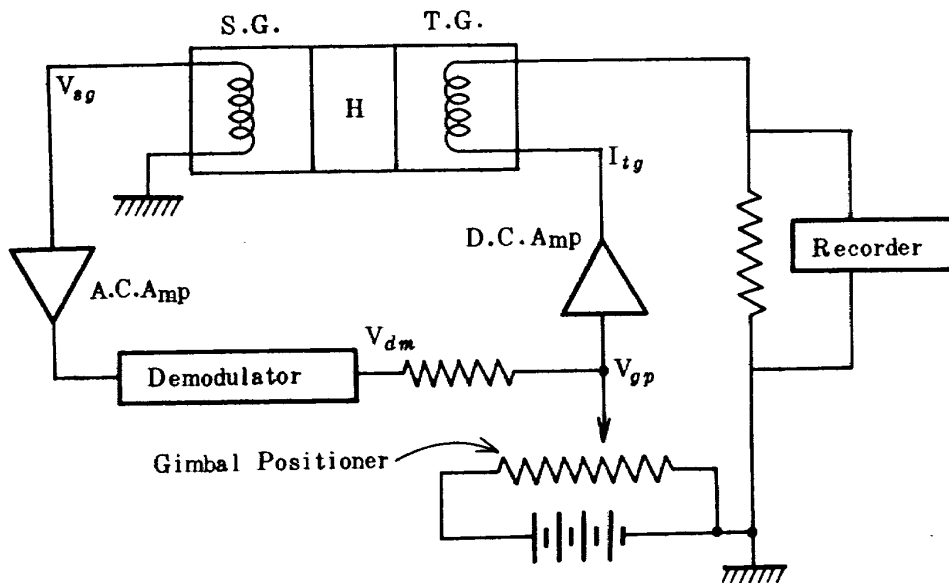 S.G.
T.G.
V_sg
H
I_tg
D.C.Amp
Recorder
A.C.Amp
V_dm
Demodulator
V_gp
Gimbal Positioner